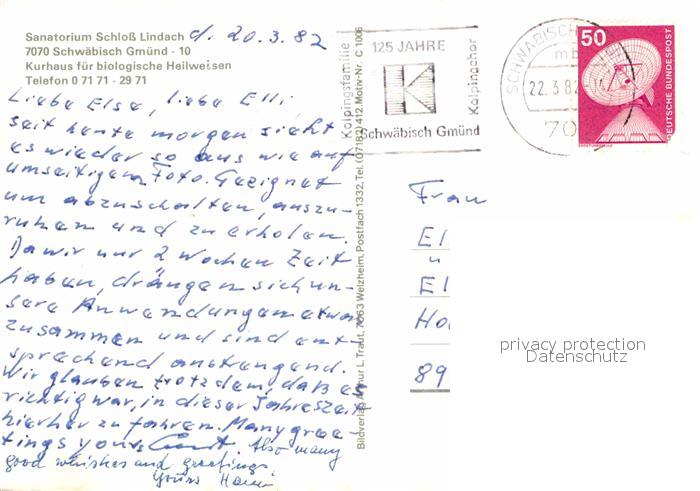 Sanatorium Schloß Lindach
7070 Schwäbisch Gmünd - 10
Kurhaus für biologische Heilweisen
Telefon 0 71 71 - 29 71
d. 20.3.82
Liebe Else, liebe Elli
seit heute morgen sieht
es wieder so aus wie auf
umseitigem Foto. Geeignet
um abzuschalten, auszu-
ruhen und zu erholen.
Da wir nur 2 Wochen Zeit
haben, drängen sich un-
sere Anwendungen etwas
zusammen und sind ent-
sprechend anstrengend.
Wir glauben trotzdem, daß es
richtig war, in dieser Jahreszeit
hierher zu fahren. Many gree-
tings yours Also many
good whishes and greetings.
Yours
Bildverlag Arthur L. Traut, 7063 Welzheim, Postfach 1332, Tel. (07182) 412. Motiv-Nr. C 1006
Kolpingsfamilie
125 JAHRE
K
Kolpingchor
Schwäbisch Gmünd
SCHWÄBISCH
22.3.82
70
50
DEUTSCHE BUNDESPOST
Frau
El
u
El
Ho
89
privacy protection
Datenschutz